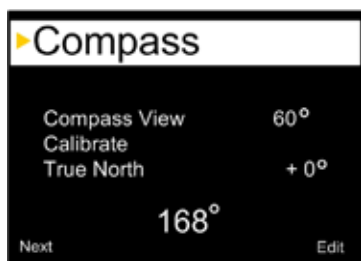 Compass
Compass View 60°
Calibrate
True North + 0°
168°
Next Edit